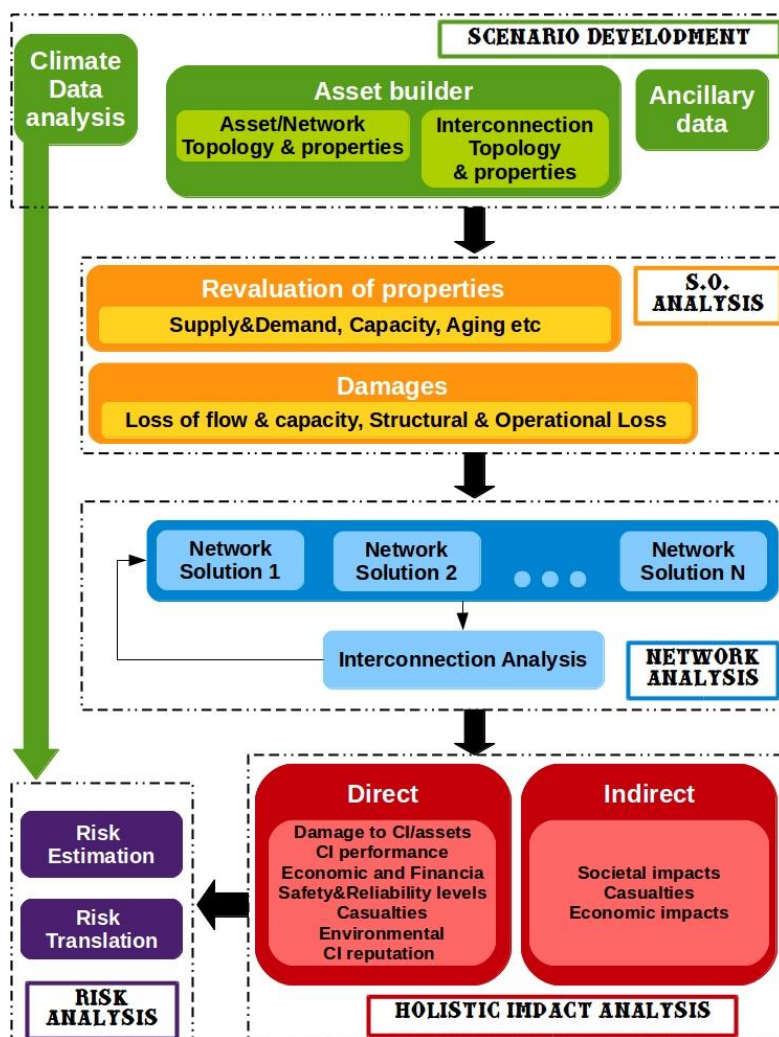 SCENARIO DEVELOPMENT
Climate
Data
analysis
Asset builder
Asset/Network
Topology & properties
Interconnection
Topology
& properties
Ancillary
data
Revaluation of properties
Supply&Demand, Capacity, Aging etc
S.O.
ANALYSIS
Damages
Loss of flow & capacity, Structural & Operational Loss
Network
Solution 1
Network
Solution 2
Network
Solution N
Interconnection Analysis
NETWORK
ANALYSIS
Direct
Damage to CI/assets
CI performance
Economic and Financia
Safety&Reliability levels
Casualties
Environmental
CI reputation
Indirect
Societal impacts
Casualties
Economic impacts
HOLISTIC IMPACT ANALYSIS
Risk
Estimation
Risk
Translation
RISK
ANALYSIS